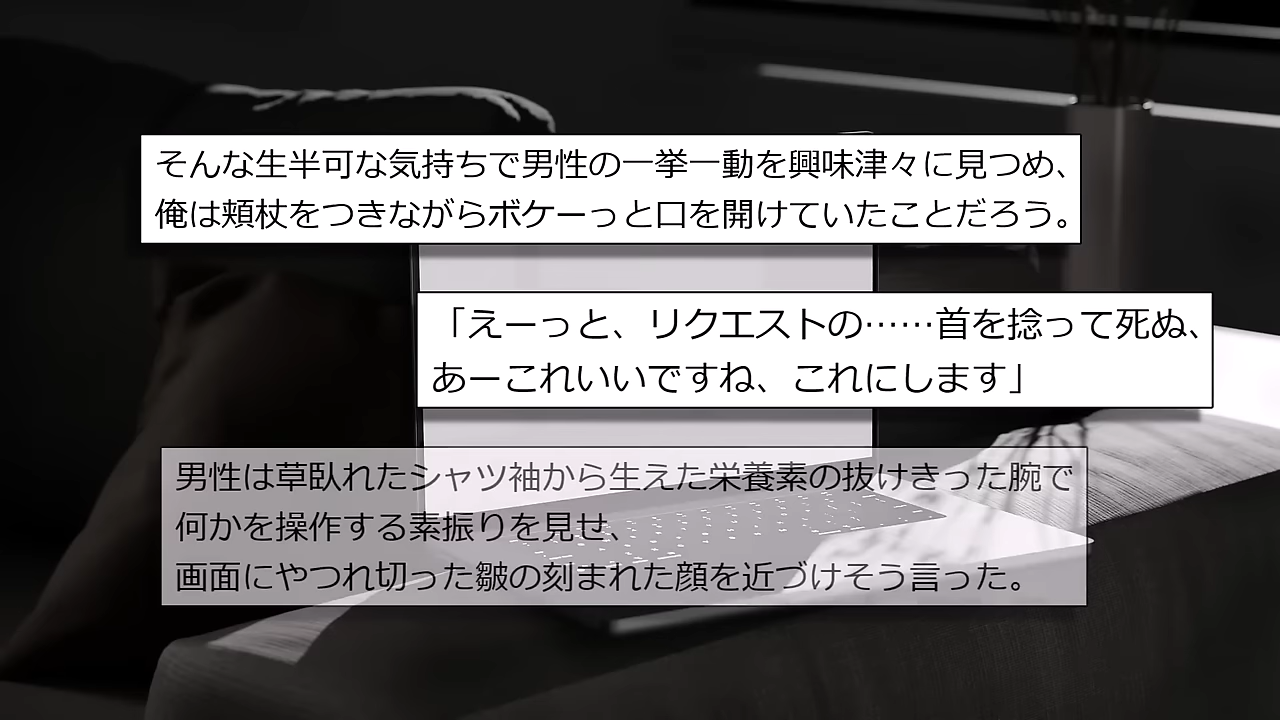 そんな生半可な気持ちで男性の一挙一動を興味津々に見つめ、
俺は頬杖をつきながらボケーっと口を開けていたことだろう。
「えーっと、リクエストの……首を捻って死ぬ、
あーこれいいですね、これにします」
男性は草臥れたシャツ袖から生えた栄養素の抜けきった腕で
何かを操作する素振りを見せ、
画面にやつれ切った皺の刻まれた顔を近づけそう言った。